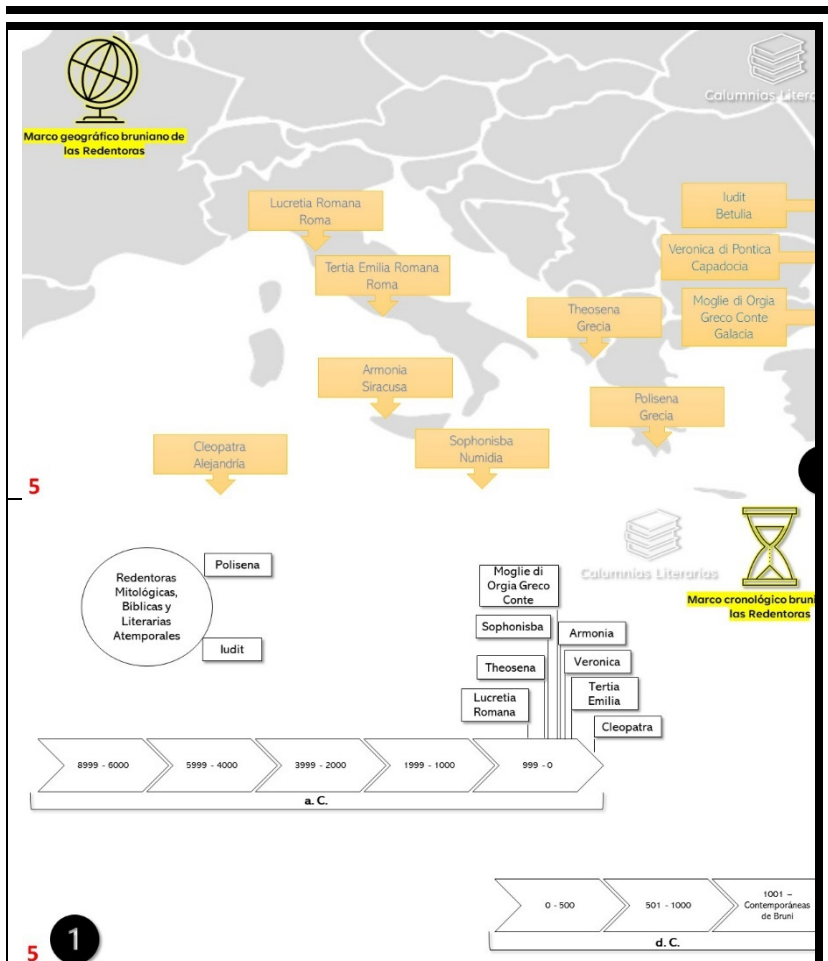 Marco geográfico bruniano de
las Redentoras
Calumnias Litera
Lucretia Romana
Roma
Iudit
Betulia
Tertia Emilia Romana
Roma
Veronica di Pontica
Capadocia
Theosena
Grecia
Moglie di Orgia
Greco Conte
Galacia
Armonia
Siracusa
Polisena
Grecia
Cleopatra
Alejandría
Sophonisba
Numidia
5
Calumnias Literarias
Marco cronológico bruni
las Redentoras
Redentoras
Mitológicas,
Bíblicas y
Literarias
Atemporales
Polisena
Iudit
Moglie di
Orgia Greco
Conte
Sophonisba
Armonia
Theosena
Veronica
Lucretia
Romana
Tertia
Emilia
Cleopatra
8999 - 6000
5999 - 4000
3999 - 2000
1999 - 1000
999 - 0
a. C.
0 - 500
501 - 1000
1001 –
Contemporáneas
de Bruni
d. C.
5
1